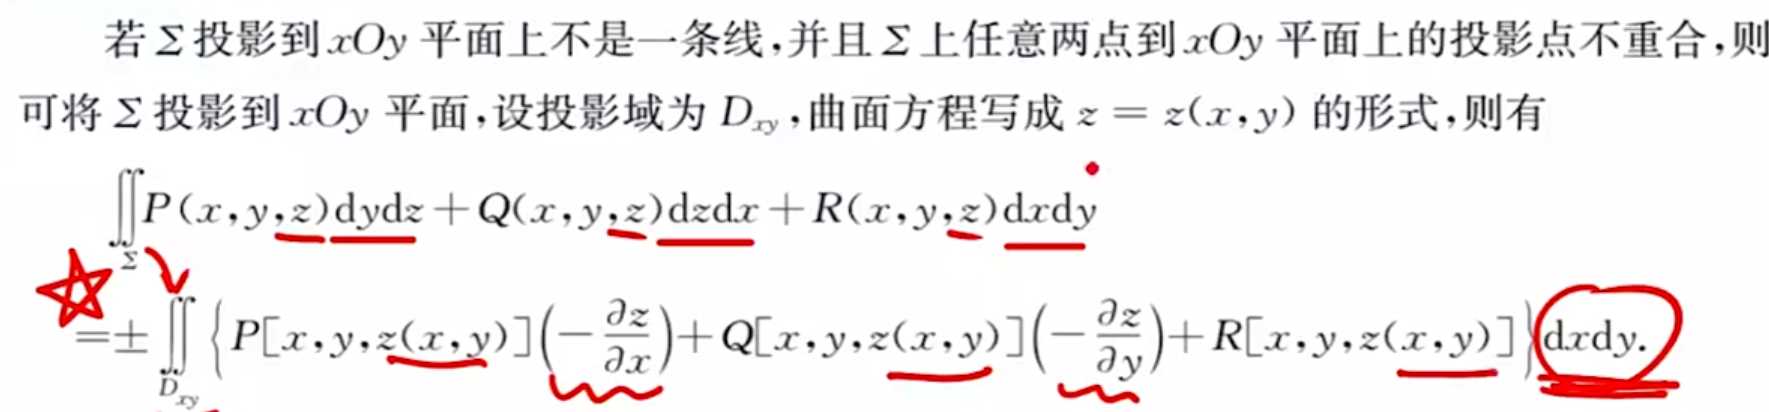 若Σ投影到xOy平面上不是一条线,并且Σ上任意两点到xOy平面上的投影点不重合,则
可将Σ投影到xOy平面,设投影域为 D_{xy},曲面方程写成 z = z(x,y) 的形式,则有
∬_Σ P(x,y,z)dydz + Q(x,y,z)dzdx + R(x,y,z)dxdy
= ± ∬_{D_{xy}} {P[x,y,z(x,y)](−∂z/∂x) + Q[x,y,z(x,y)](−∂z/∂y) + R[x,y,z(x,y)]}dxdy.